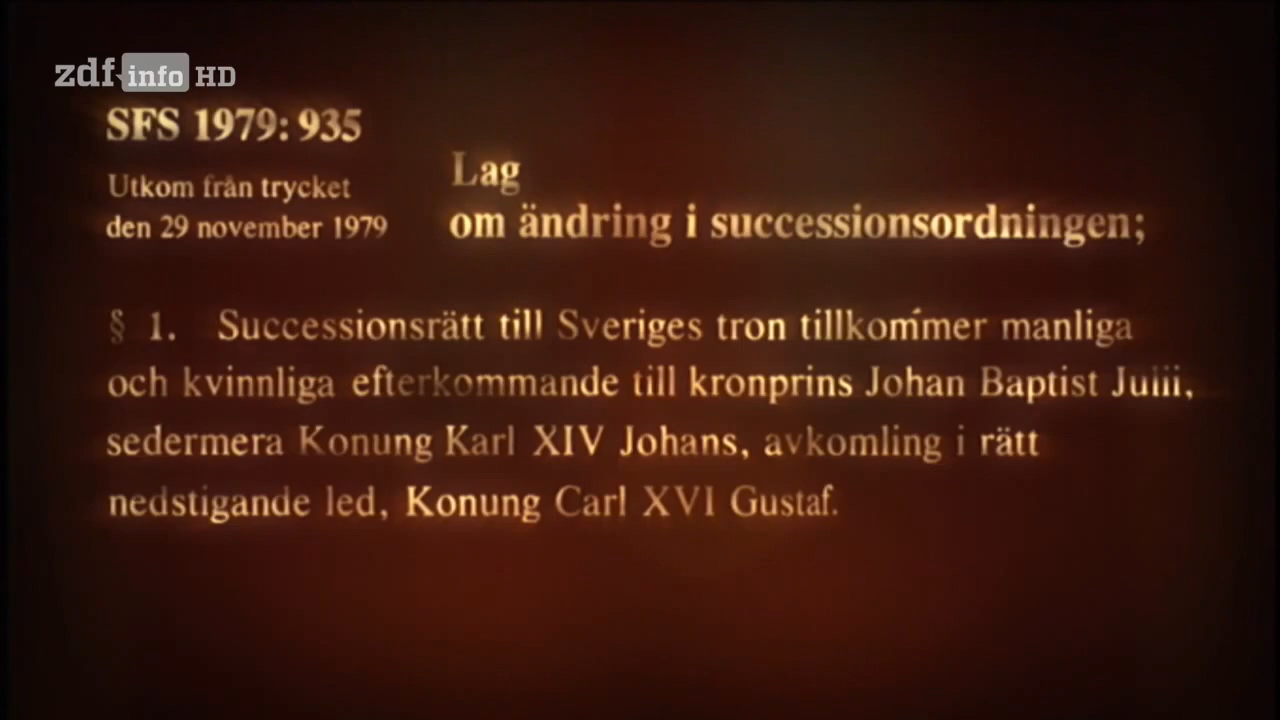 zdf info HD
SFS 1979: 935
Utkom från trycket
den 29 november 1979
Lag
om ändring i successionsordningen;
§ 1. Successionsrätt till Sveriges tron tillkommer manliga
och kvinnliga efterkommande till kronprins Johan Baptist Julii,
sedermera Konung Karl XIV Johans, avkomling i rätt
nedstigande led, Konung Carl XVI Gustaf.